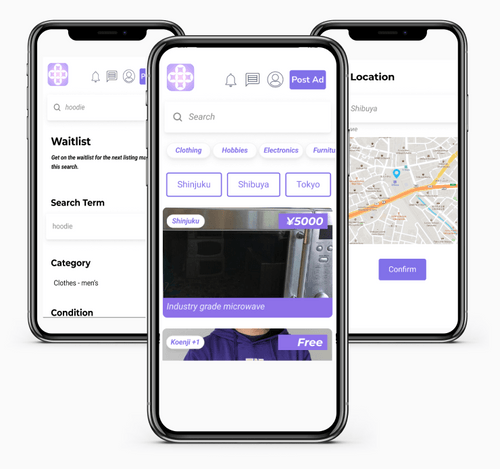 Post Ad
Search
Clothing
Hobbies
Electronics
Furnitu
Shinjuku
Shibuya
Tokyo
Shinjuku
¥5000
Industry grade microwave
Koenji +1
Free
Po
hoodie
Waitlist
Get on the waitlist for the next listing
this search.
Search Term
hoodie
Category
Clothes - men's
Condition
Location
Shibuya
Confirm